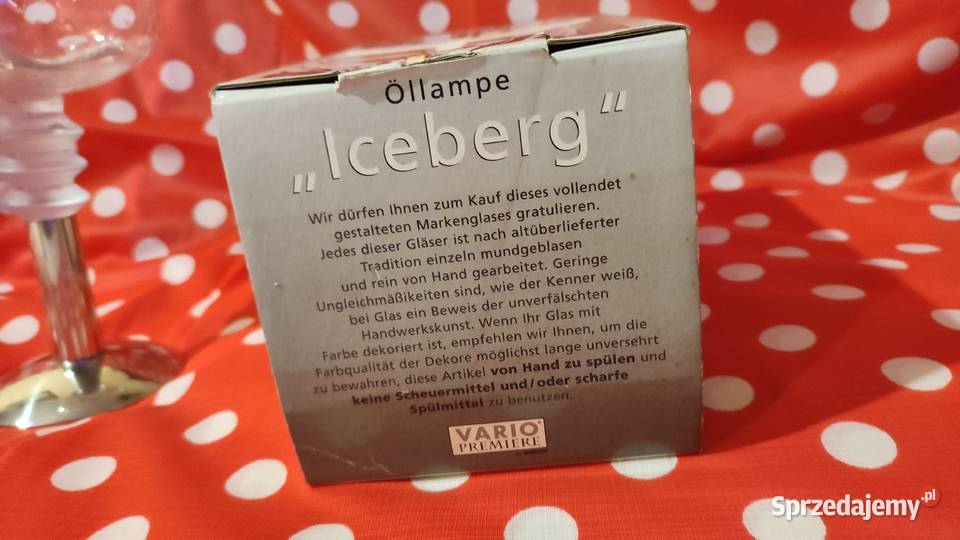 Öllampe
„Iceberg“
Wir dürfen Ihnen zum Kauf dieses vollendet
gestalteten Markenglases gratulieren.
Jedes dieser Gläser ist nach altüberlieferter
Tradition einzeln mundgeblasen
und rein von Hand gearbeitet. Geringe
Ungleichmäßikeiten sind, wie der Kenner weiß,
bei Glas ein Beweis der unverfälschten
Handwerkskunst. Wenn Ihr Glas mit
Farbe dekoriert ist, empfehlen wir Ihnen, um die
Farbqualität der Dekore möglichst lange unversehrt
zu bewahren, diese Artikel von Hand zu spülen und
keine Scheuermittel und/oder scharfe
Spülmittel zu benutzen.
VARIO®
PREMIERE
Sprzedajemy.pl